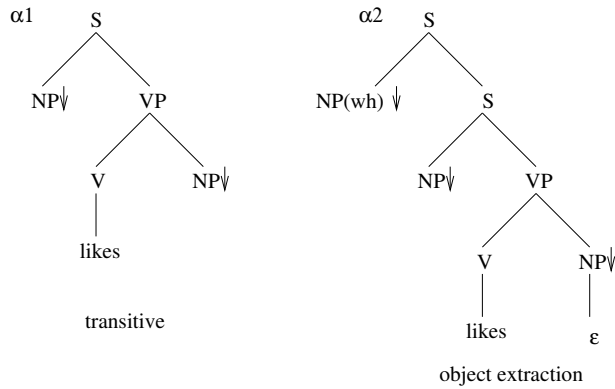 α1 S α2 S
NP↓ VP NP(wh) ↓ S
V NP↓ NP↓ VP
likes V NP↓
transitive likes ε
object extraction